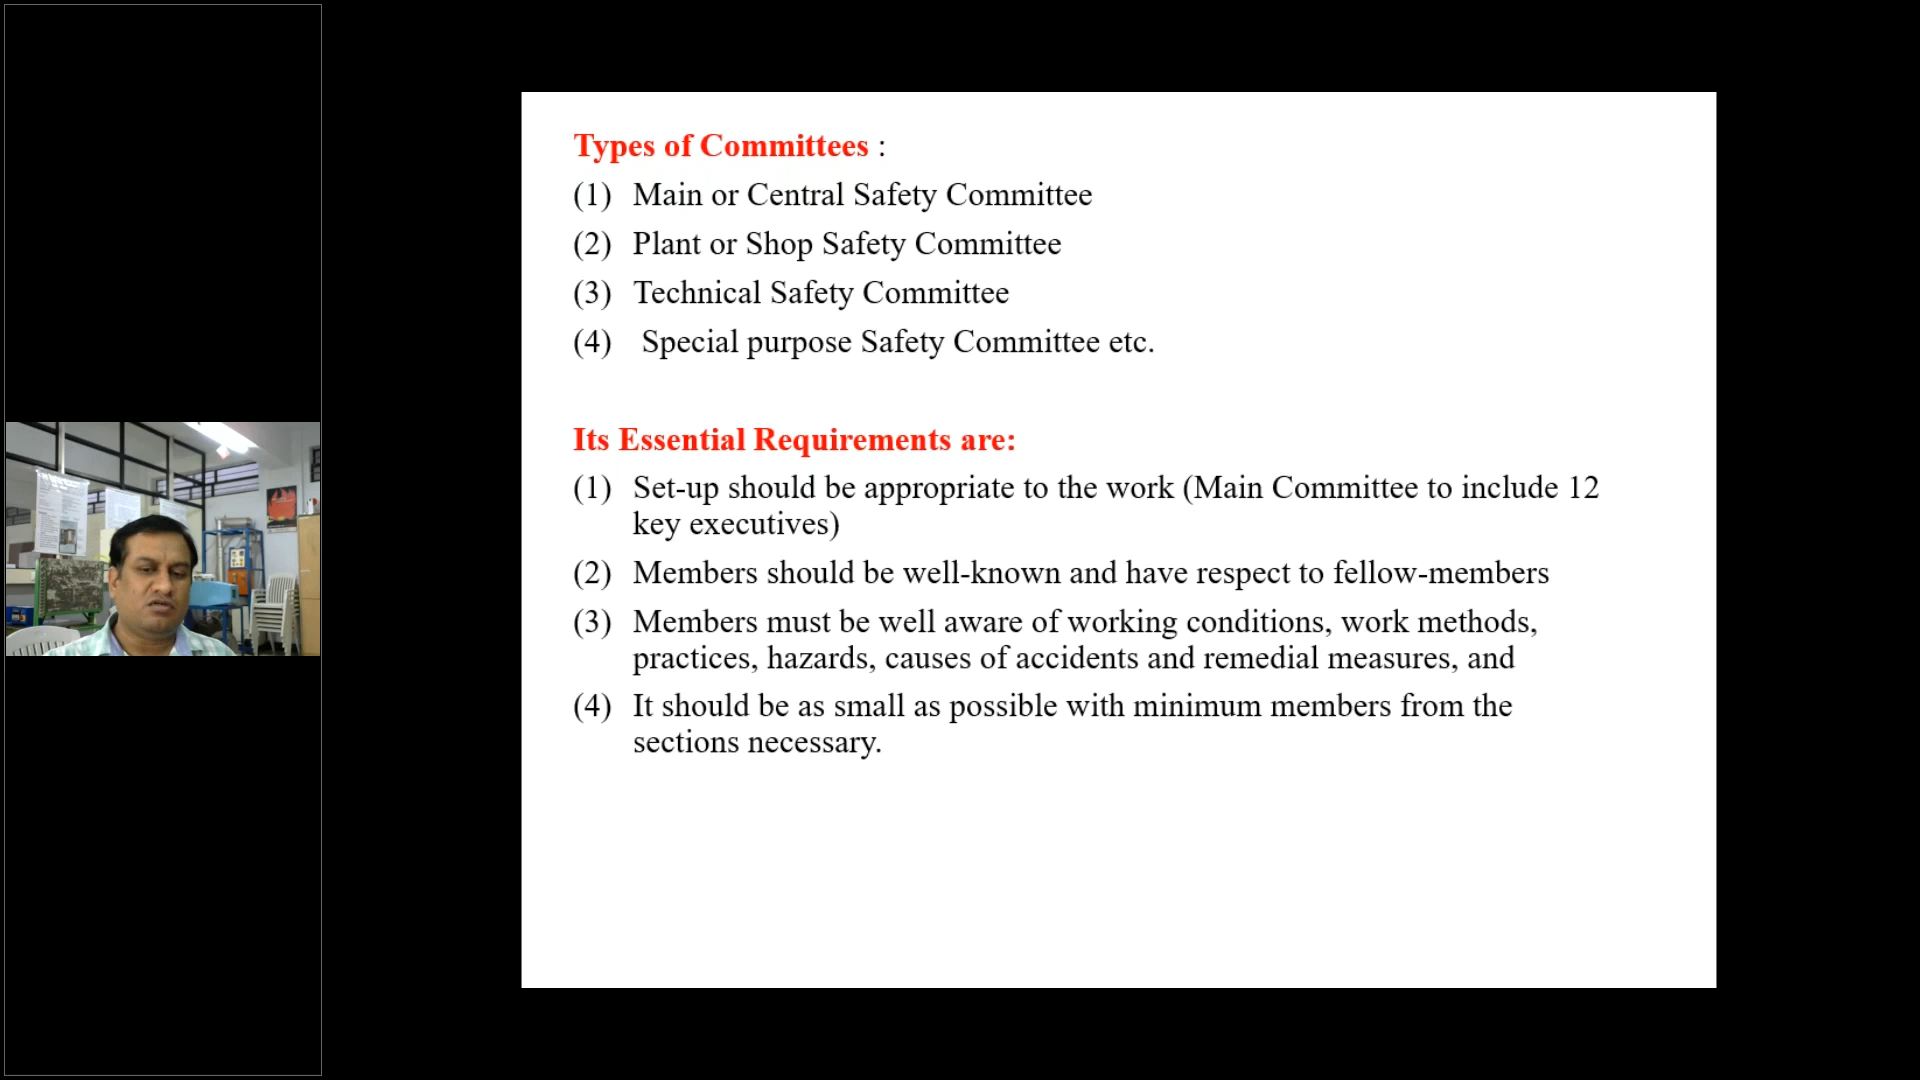 Types of Committees :
(1) Main or Central Safety Committee
(2) Plant or Shop Safety Committee
(3) Technical Safety Committee
(4) Special purpose Safety Committee etc.
Its Essential Requirements are:
(1) Set-up should be appropriate to the work (Main Committee to include 12
key executives)
(2) Members should be well-known and have respect to fellow-members
(3) Members must be well aware of working conditions, work methods,
practices, hazards, causes of accidents and remedial measures, and
(4) It should be as small as possible with minimum members from the
sections necessary.